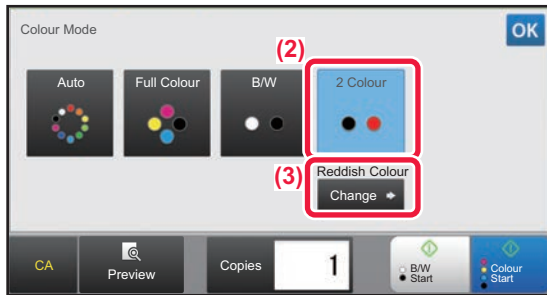 Colour Mode
OK
(2)
Auto
Full Colour
B/W
2 Colour
(3)
Reddish Colour
Change
CA
Preview
Copies
1
B/W
Start
Colour
Start